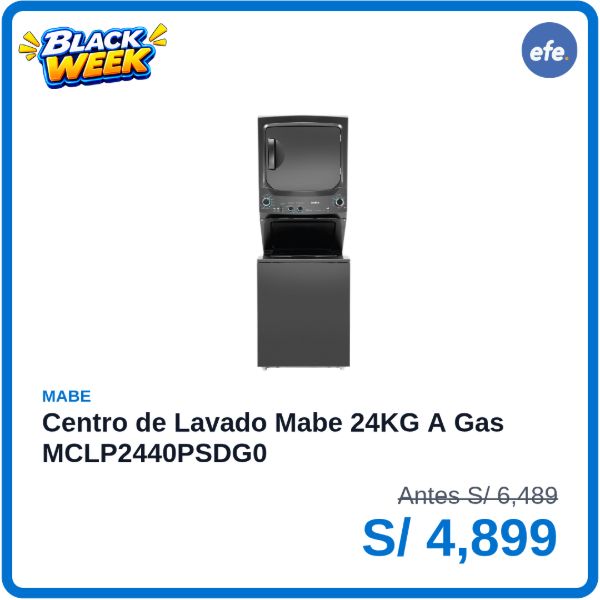 BLACK
WEEK
efe.
MABE
Centro de Lavado Mabe 24KG A Gas
MCLP2440PSDG0
Antes S/ 6,489
S/ 4,899